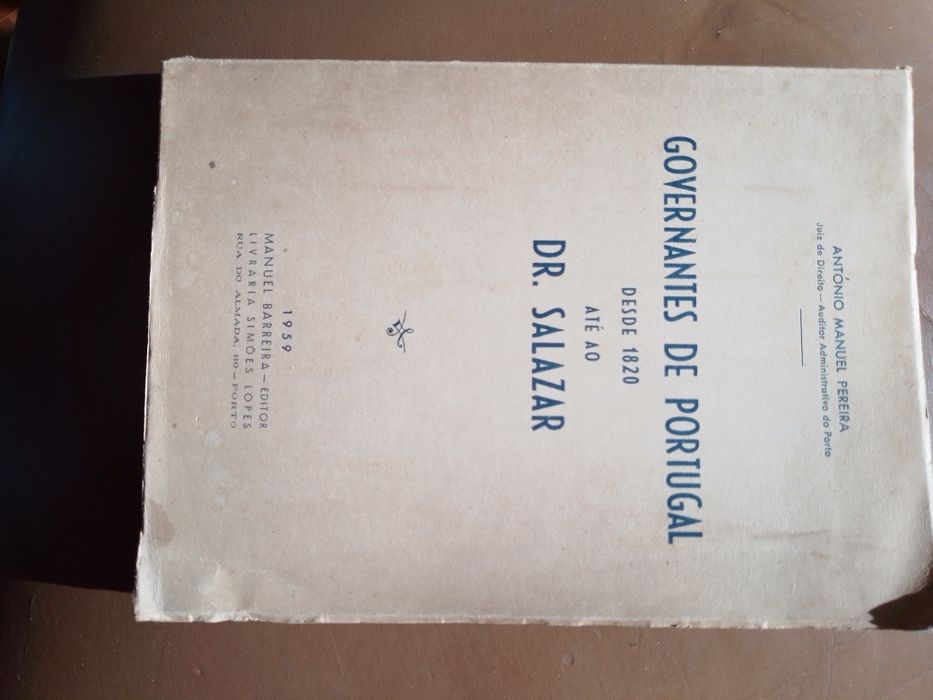 ANTÓNIO MANUEL PEREIRA
Juiz de Direito — Auditor Administrativo do Porto
GOVERNANTES DE PORTUGAL
DESDE 1820
ATÉ AO
DR. SALAZAR
1959
MANUEL BARREIRA — EDITOR
LIVRARIA SIMÕES LOPES
RUA DO ALMADA, 119 — PORTO